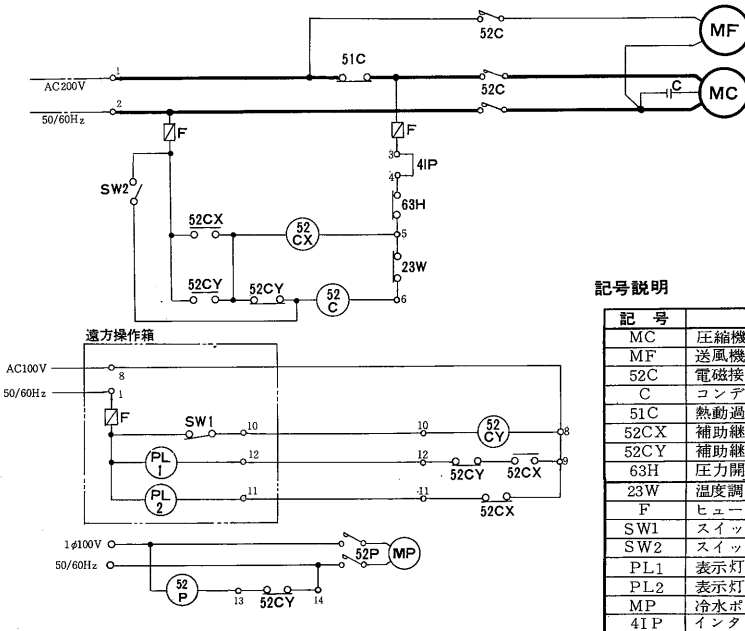 52C
MF
51C
1
AC200V
52C
C
MC
2
50/60Hz
F
F
3
4IP
4
SW2
63H
52CX
52
CX
5
23W
52CY
52CY
52
C
6
記号説明
遠方操作箱
AC100V
8
50/60Hz
1
F
SW1
10
10
52
CY
8
PL
1
12
12
52CY
52CX
9
PL
2
11
11
52CX
1φ100V
52P
MP
50/60Hz
52
P
13
52CY
14
記 号
MC 圧縮機
MF 送風機
52C 電磁接
C コンデ
51C 熱動過
52CX 補助継
52CY 補助継
63H 圧力開
23W 温度調
F ヒュー
SW1 スイッ
SW2 スイッ
PL1 表示灯
PL2 表示灯
MP 冷水ポ
4IP インタ